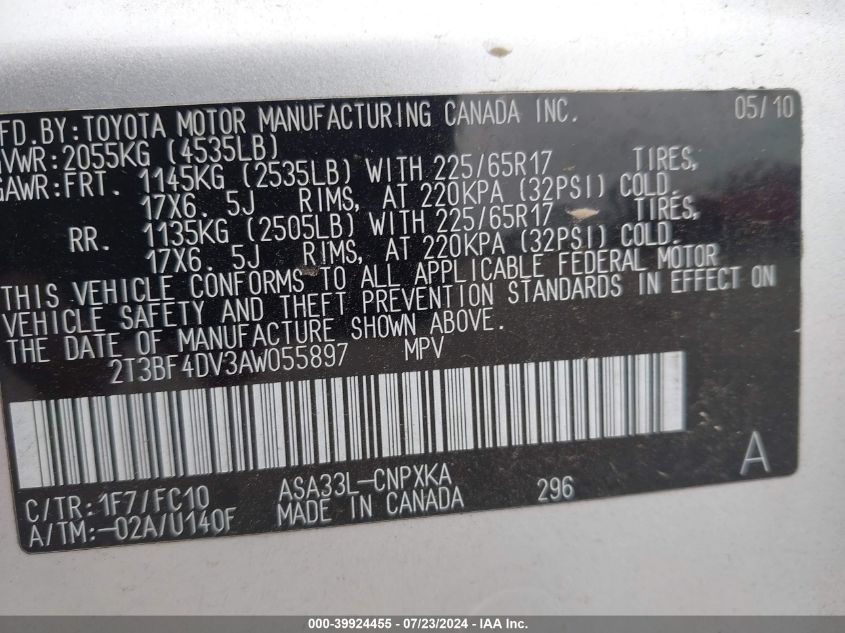 FD. BY: TOYOTA MOTOR MANUFACTURING CANADA INC. 05/10
VWR: 2055KG (4535LB)
GAWR: FRT. 1145KG (2535LB) WITH 225/65R17 TIRES,
17X6. 5J RIMS, AT 220KPA (32PSI) COLD.
RR. 1135KG (2505LB) WITH 225/65R17 TIRES,
17X6. 5J RIMS, AT 220KPA (32PSI) COLD.
THIS VEHICLE CONFORMS TO ALL APPLICABLE FEDERAL MOTOR
VEHICLE SAFETY AND THEFT PREVENTION STANDARDS IN EFFECT ON
THE DATE OF MANUFACTURE SHOWN ABOVE.
2T3BF4DV3AW055897 MPV
A
C/TR: 1F7/FC10 ASA33L-CNPXKA 296
A/TM: -02A/U140F MADE IN CANADA
000-39924455 - 07/23/2024 - WWW.IAAI.COM